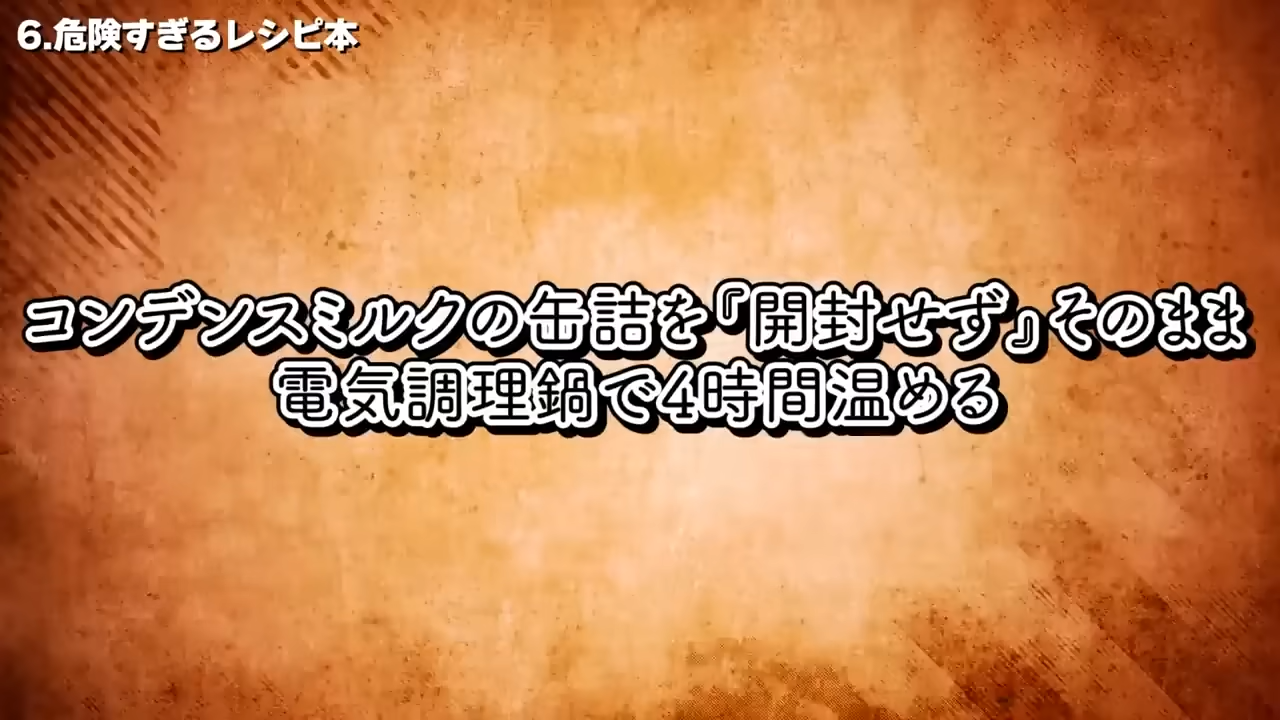 6.危険すぎるレシピ本
コンデンスミルクの缶詰を『開封せず』そのまま
電気調理鍋で4時間温める